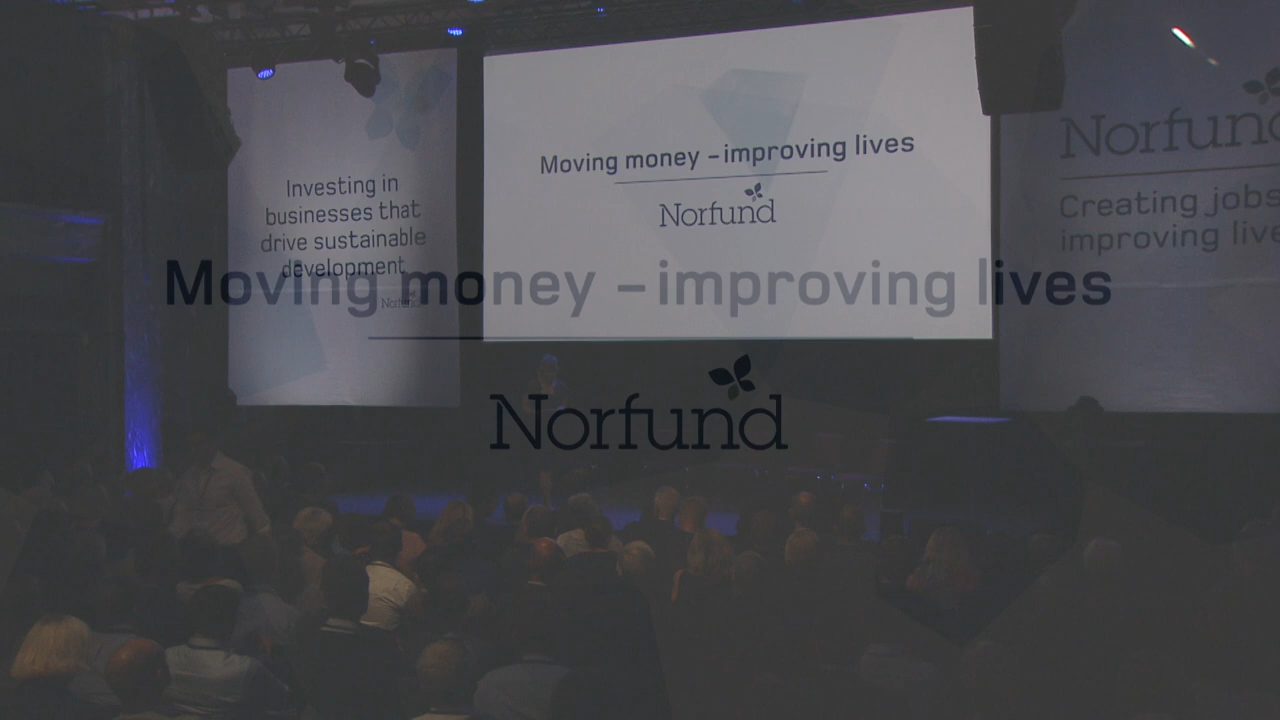 Investing in
businesses that
drive sustainable
development
Norfund
Moving money – improving lives
Norfund
Norfund
Creating jobs
improving live
Moving money – improving lives
Norfund